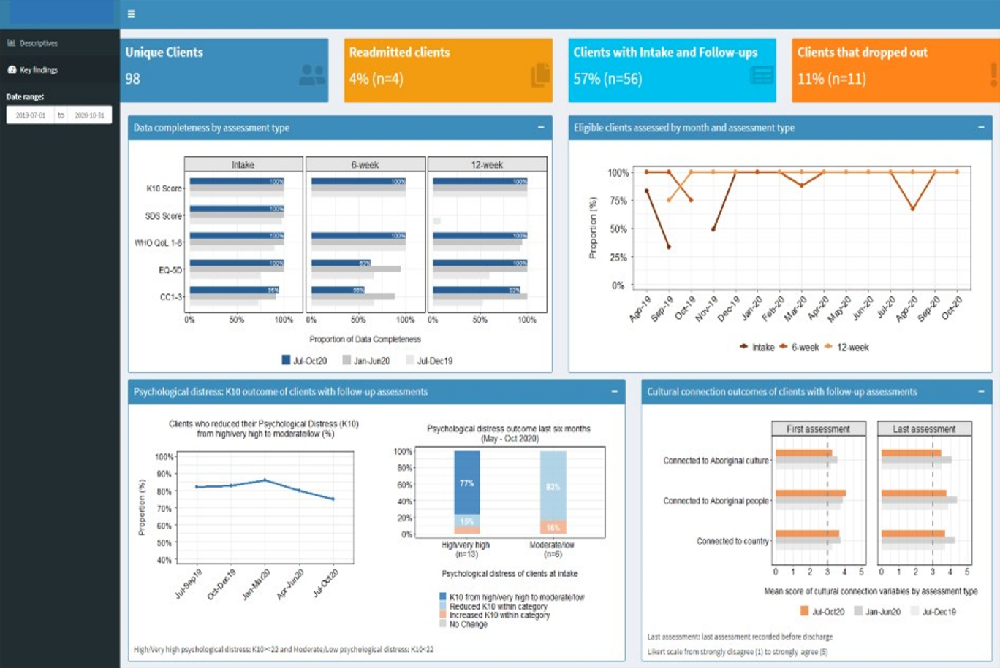 Descriptives
Key findings
Date range:
2019-07-01 to 2020-10-31
Unique Clients
98
Readmitted clients
4% (n=4)
Clients with Intake and Follow-ups
57% (n=56)
Clients that dropped out
11% (n=11)
Data completeness by assessment type
Intake 6-week 12-week
K10 Score 100% 100% 100%
SDS Score 100%
WHO QoL 1-8 100% 100% 100%
EQ-5D 100% 63% 100%
CC1-3
0% 50% 100% 0% 50% 100% 0% 50% 100%
Proportion of Data Completeness
Jul-Oct20 Jan-Jun20 Jul-Dec19
Eligible clients assessed by month and assessment type
Proportion (%)
100%
75%
50%
25%
0%
Ago-19 Sep-19 Oct-19 Nov-19 Dec-19 Jan-20 Feb-20 Mar-20 Apr-20 May-20 Jun-20 Jul-20 Ago-20 Sep-20 Oct-20
Intake 6-week 12-week
Psychological distress: K10 outcome of clients with follow-up assessments
Clients who reduced their Psychological Distress (K10)
from high/very high to moderate/low (%)
Proportion (%)
100%
90%
80%
70%
60%
50%
40%
Jul-Sep19 Oct-Dec19 Jan-Mar20 Apr-Jun20 Jul-Oct20
Psychological distress outcome last six months
(May - Oct 2020)
100%
80%
60%
40%
20%
0%
77% 83%
15% 16%
High/very high Moderate/low
(n=13) (n=6)
Psychological distress of clients at intake
K10 from high/very high to moderate/low
Reduced K10 within category
Increased K10 within category
No Change
High/Very high psychological distress: K10>=22 and Moderate/Low psychological distress: K10<22
Cultural connection outcomes of clients with follow-up assessments
First assessment Last assessment
Connected to Aboriginal culture
Connected to Aboriginal people
Connected to country
0 1 2 3 4 5 0 1 2 3 4 5
Mean score of cultural connection variables by assessment type
Jul-Oct20 Jan-Jun20 Jul-Dec19
Last assessment: last assessment recorded before discharge
Likert scale from strongly disagree (1) to strongly agree (5)